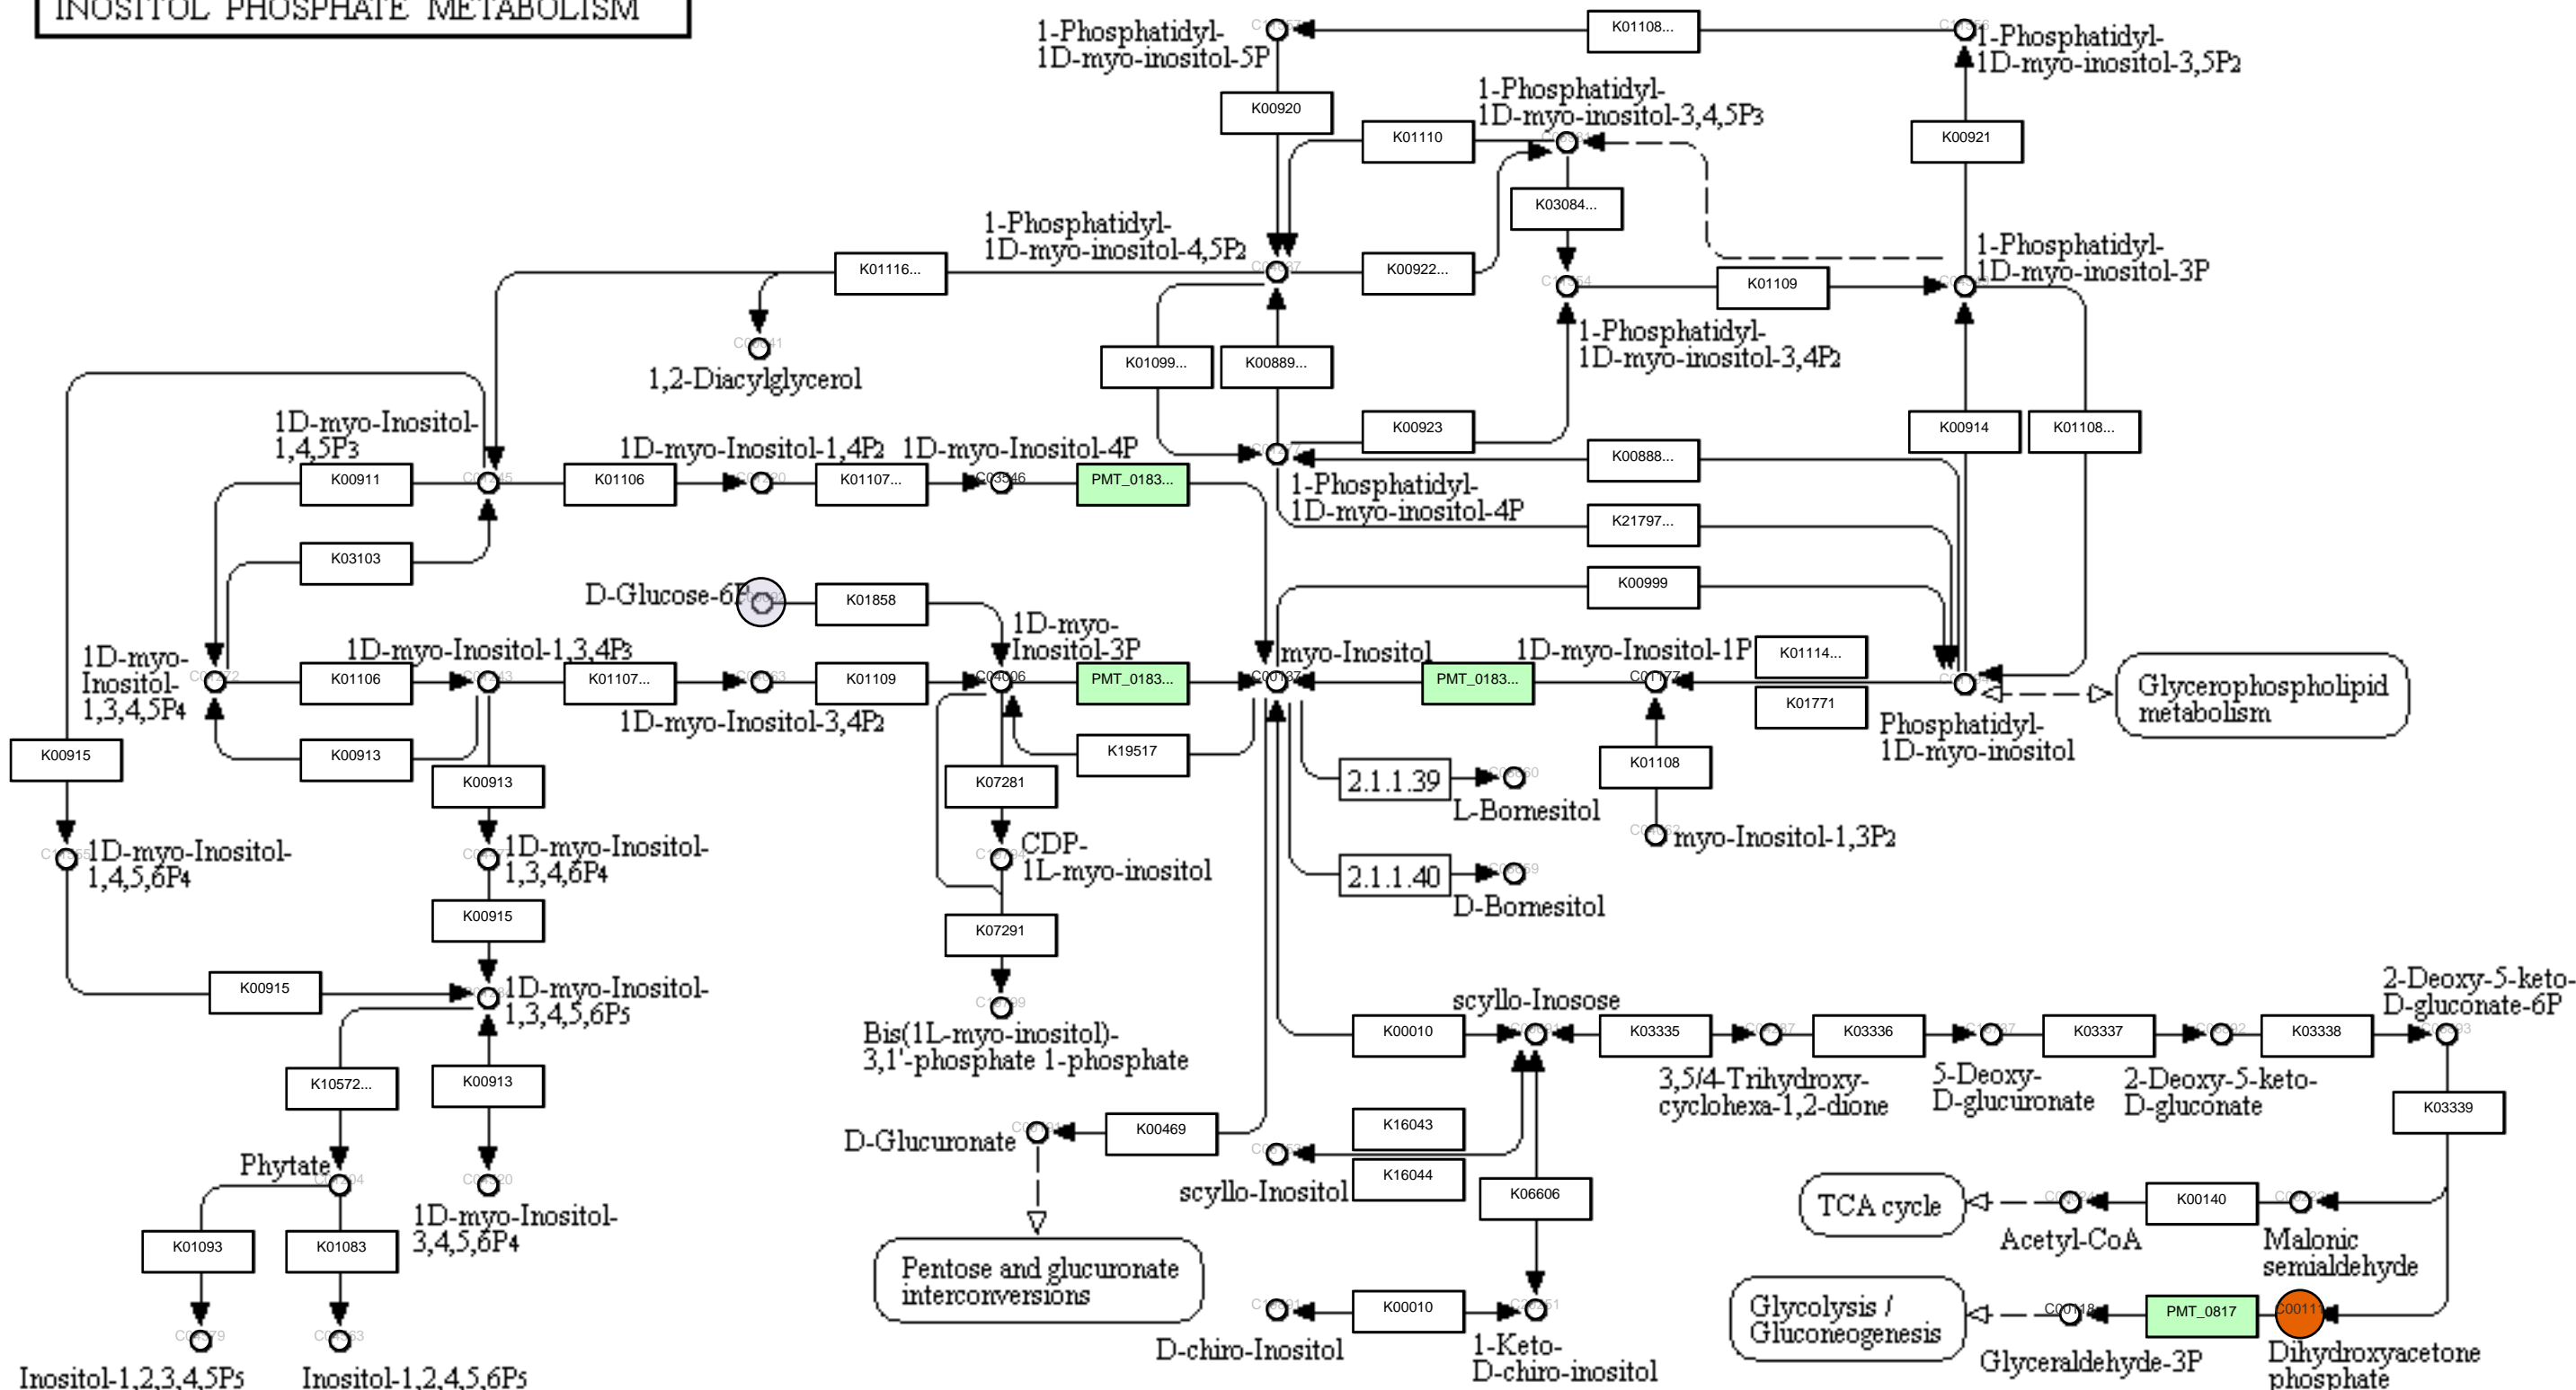 INOSITOL PHOSPHATE METABOLISM
1-Phosphatidyl-
1D-myo-inositol-5P
K01108...
1-Phosphatidyl-
1D-myo-inositol-3,5P2
K00920
1-Phosphatidyl-
1D-myo-inositol-3,4,5P3
K01110
K00921
K03084...
1-Phosphatidyl-
1D-myo-inositol-4,5P2
K01116...
K00922...
K01109
1-Phosphatidyl-
1D-myo-inositol-3P
1,2-Diacylglycerol
K01099...
K00889...
1-Phosphatidyl-
1D-myo-inositol-3,4P2
K00923
K00914
K01108...
1D-myo-Inositol-
1,4,5P3
1D-myo-Inositol-1,4P2
1D-myo-Inositol-4P
K00888...
K00911
K01106
K01107...
C03546
PMT_0183...
1-Phosphatidyl-
1D-myo-inositol-4P
K21797...
K03103
K00999
D-Glucose-6P
K01858
1D-myo-
Inositol-1,3,4,5P4
1D-myo-Inositol-1,3,4P3
1D-myo-
Inositol-3P
myo-Inositol
1D-myo-Inositol-1P
K01114...
K01106
K01107...
K01109
C04006
PMT_0183...
C00137
PMT_0183...
C01177
K01771
1D-myo-Inositol-3,4P2
Phosphatidyl-
1D-myo-inositol
Glycerophospholipid
metabolism
K00915
K00913
K00913
K19517
K07281
2.1.1.39
L-Bornesitol
K01108
myo-Inositol-1,3P2
1D-myo-Inositol-
1,4,5,6P4
1D-myo-Inositol-
1,3,4,6P4
CDP-
1L-myo-inositol
2.1.1.40
D-Bornesitol
K00915
K07291
K00915
1D-myo-Inositol-
1,3,4,5,6P5
Bis(1L-myo-inositol)-
3,1'-phosphate 1-phosphate
scyllo-Inosose
2-Deoxy-5-keto-
D-gluconate-6P
K00010
K03335
K03336
K03337
K03338
3,5/4-Trihydroxy-
cyclohexa-1,2-dione
5-Deoxy-
D-glucuronate
2-Deoxy-5-keto-
D-gluconate
K03339
K10572...
K00913
D-Glucuronate
K00469
K16043
K16044
scyllo-Inositol
K06606
Phytate
1D-myo-Inositol-
3,4,5,6P4
K01093
K01083
Inositol-1,2,3,4,5P5
Inositol-1,2,4,5,6P5
Pentose and glucuronate
interconversions
D-chiro-Inositol
K00010
1-Keto-
D-chiro-inositol
TCA cycle
Acetyl-CoA
K00140
Malonic
semialdehyde
Glycolysis /
Gluconeogenesis
C00118
PMT_0817
C00111
Glyceraldehyde-3P
Dihydroxyacetone
phosphate